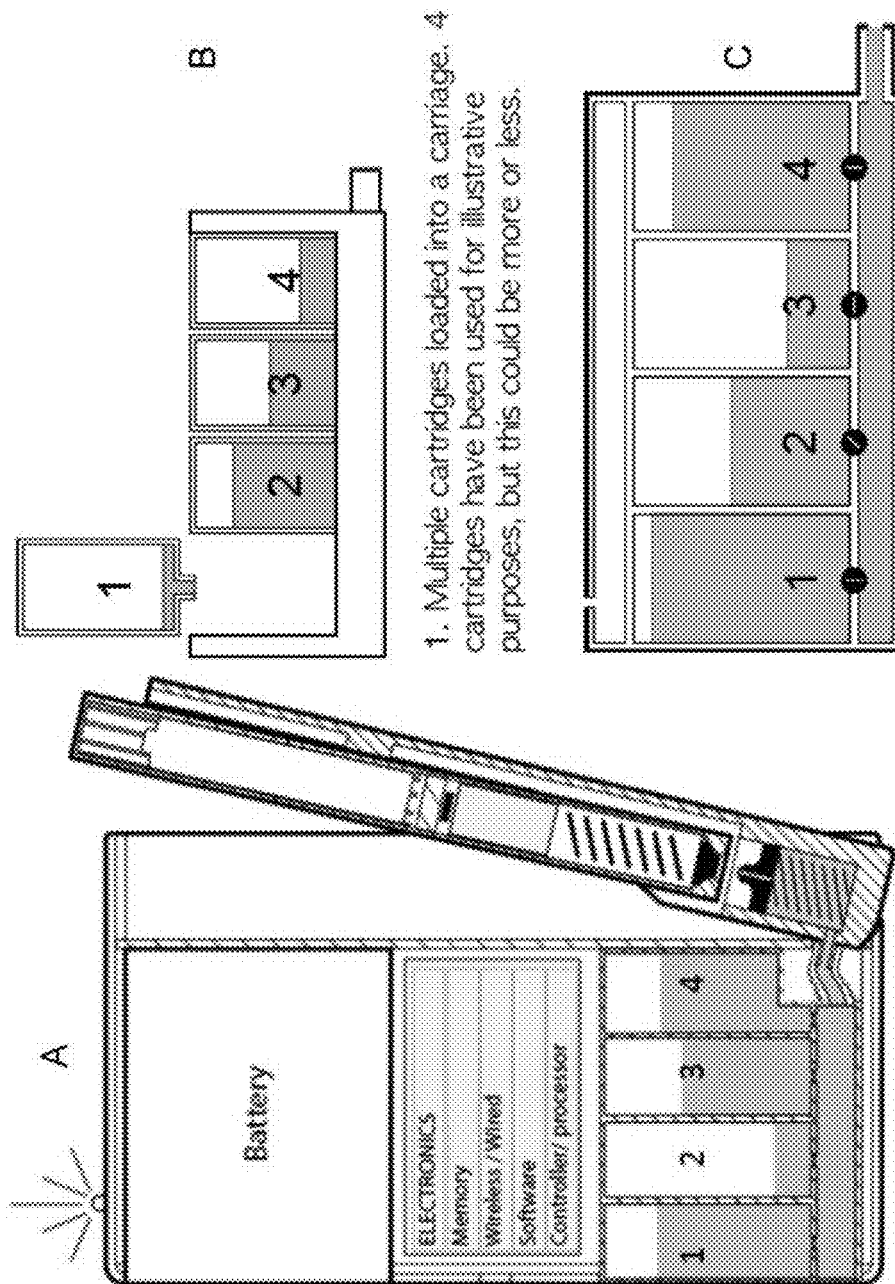 A
Battery
ELECTRONICS
Memory
Wireless / Wired
Software
Controller/ processor
1
2
3
4
B
1
2
3
4
1. Multiple cartridges loaded into a carriage. 4
cartridges have been used for illustrative
purposes, but this could be more or less.
C
1
2
3
4